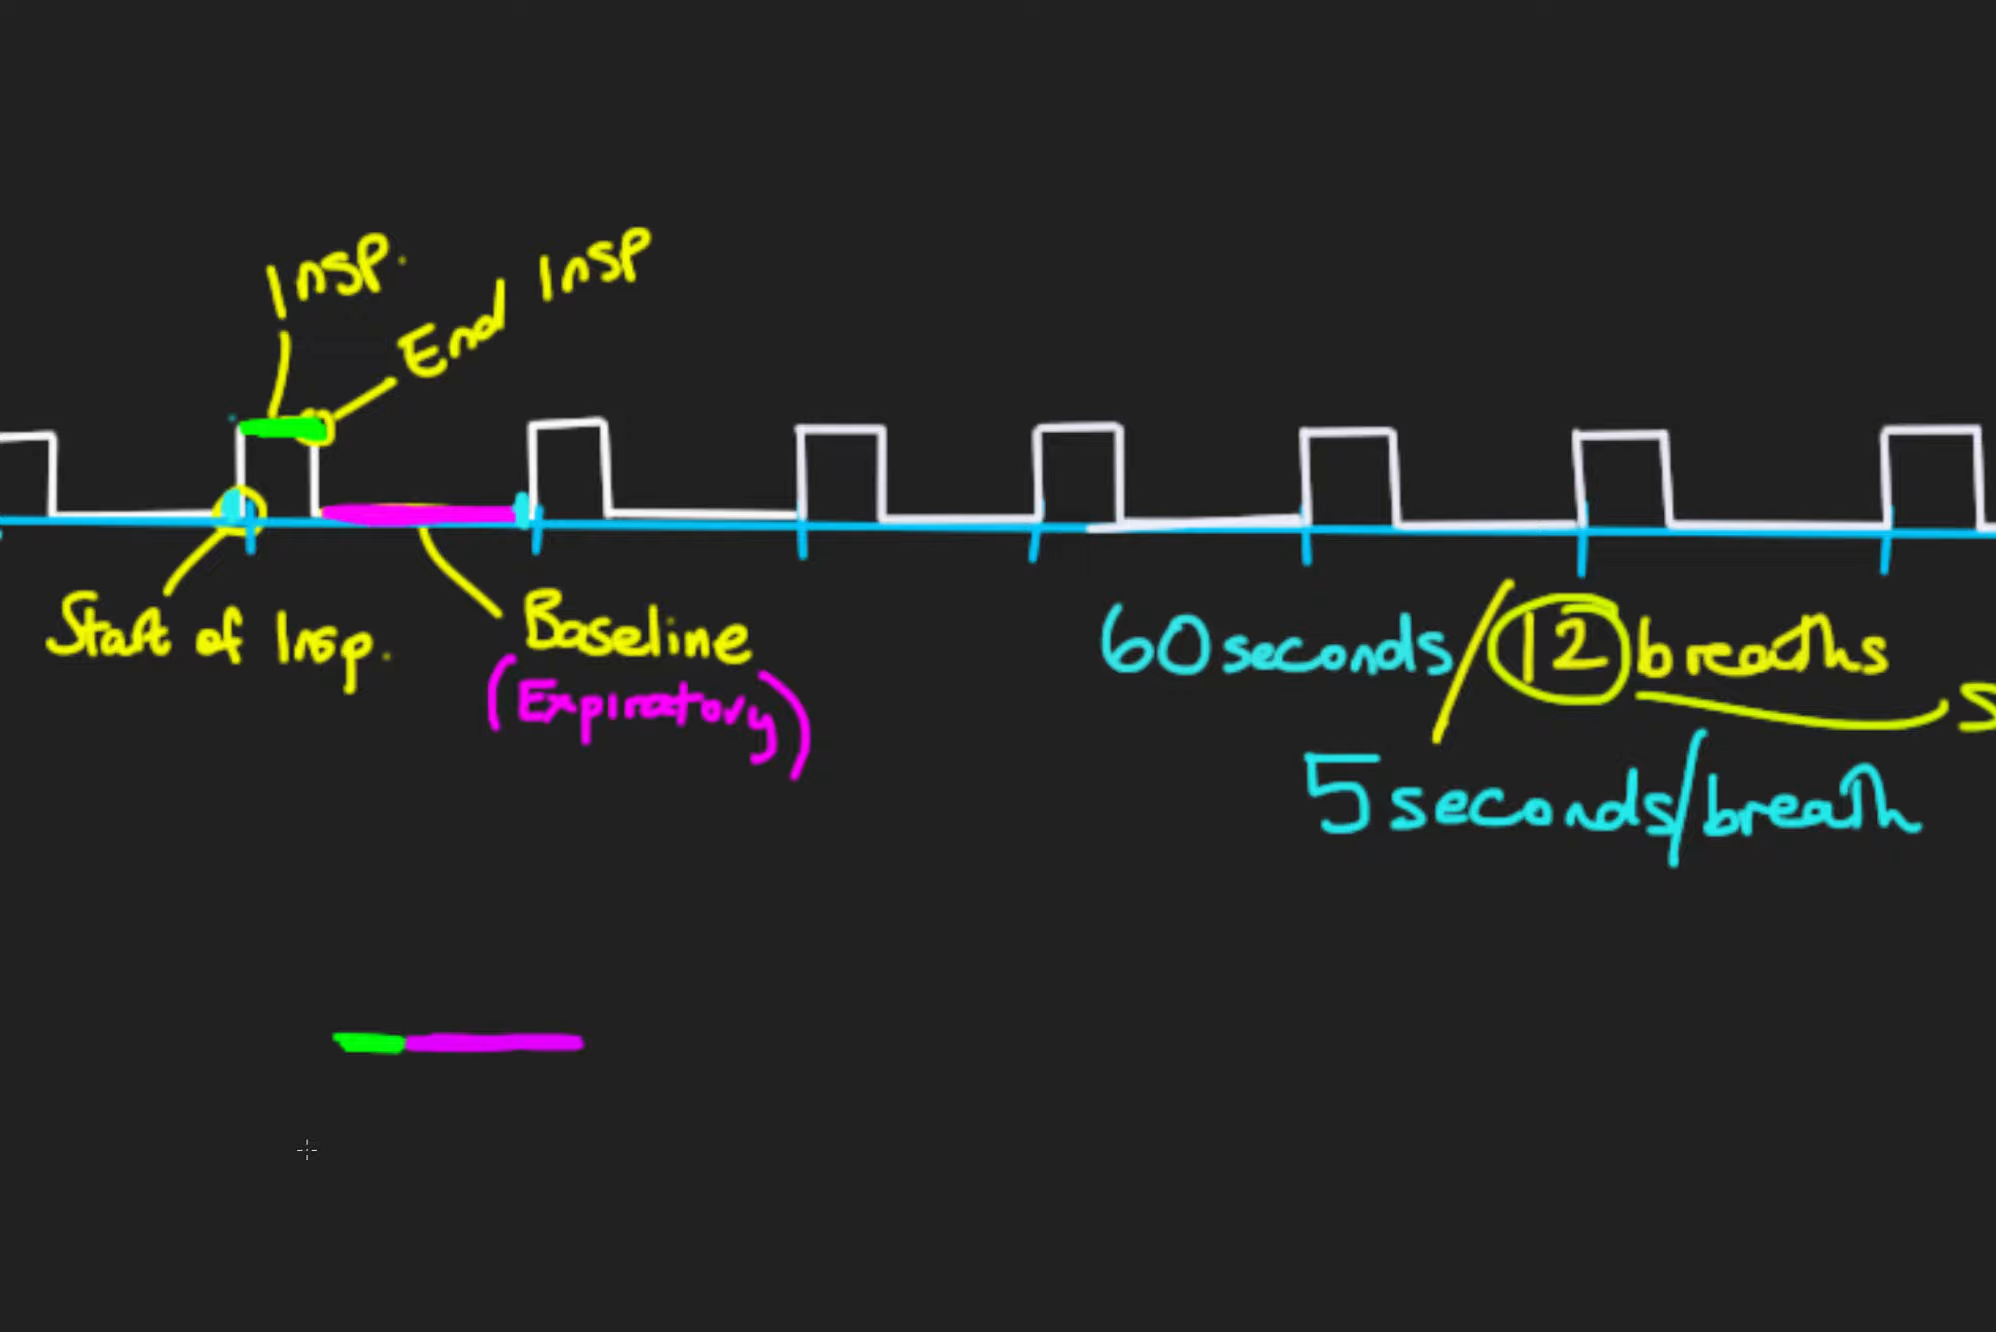 Insp.
End Insp
Start of Insp.
Baseline
(Expiratory)
60 seconds/12 breaths
5 seconds/breath